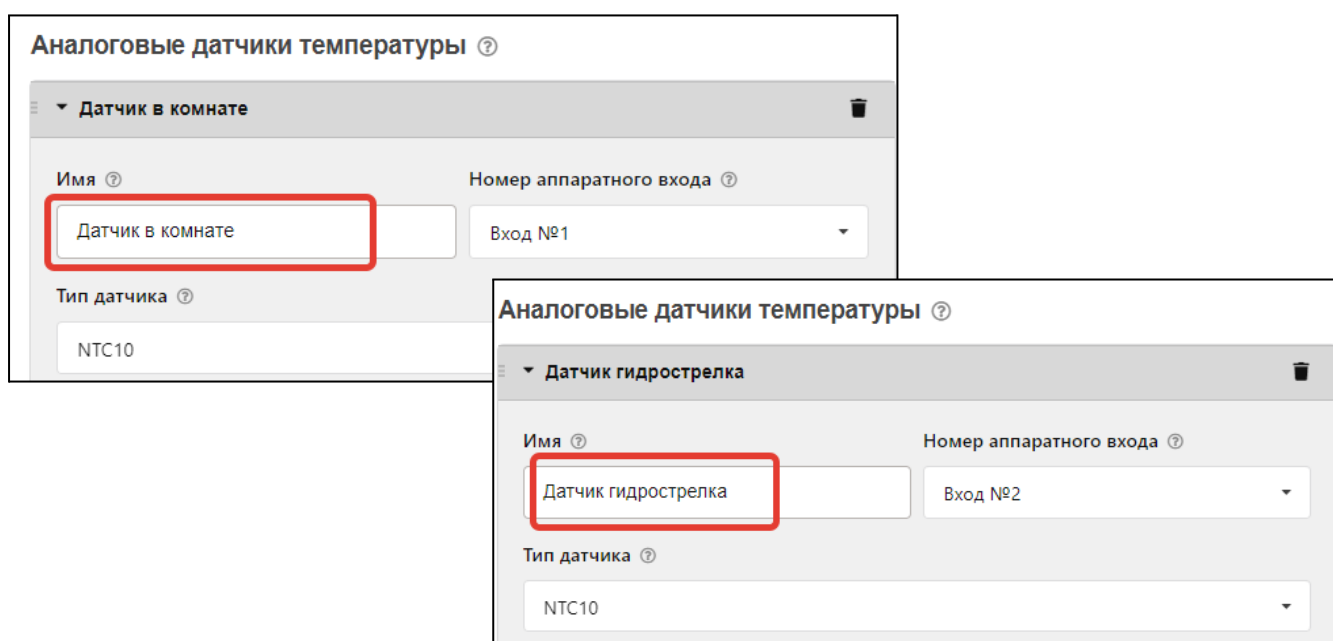 Аналоговые датчики температуры ?
Датчик в комнате
Имя ?
Номер аппаратного входа ?
Датчик в комнате
Вход №1
Тип датчика ?
NTC10
Аналоговые датчики температуры ?
Датчик гидрострелка
Имя ?
Номер аппаратного входа ?
Датчик гидрострелка
Вход №2
Тип датчика ?
NTC10